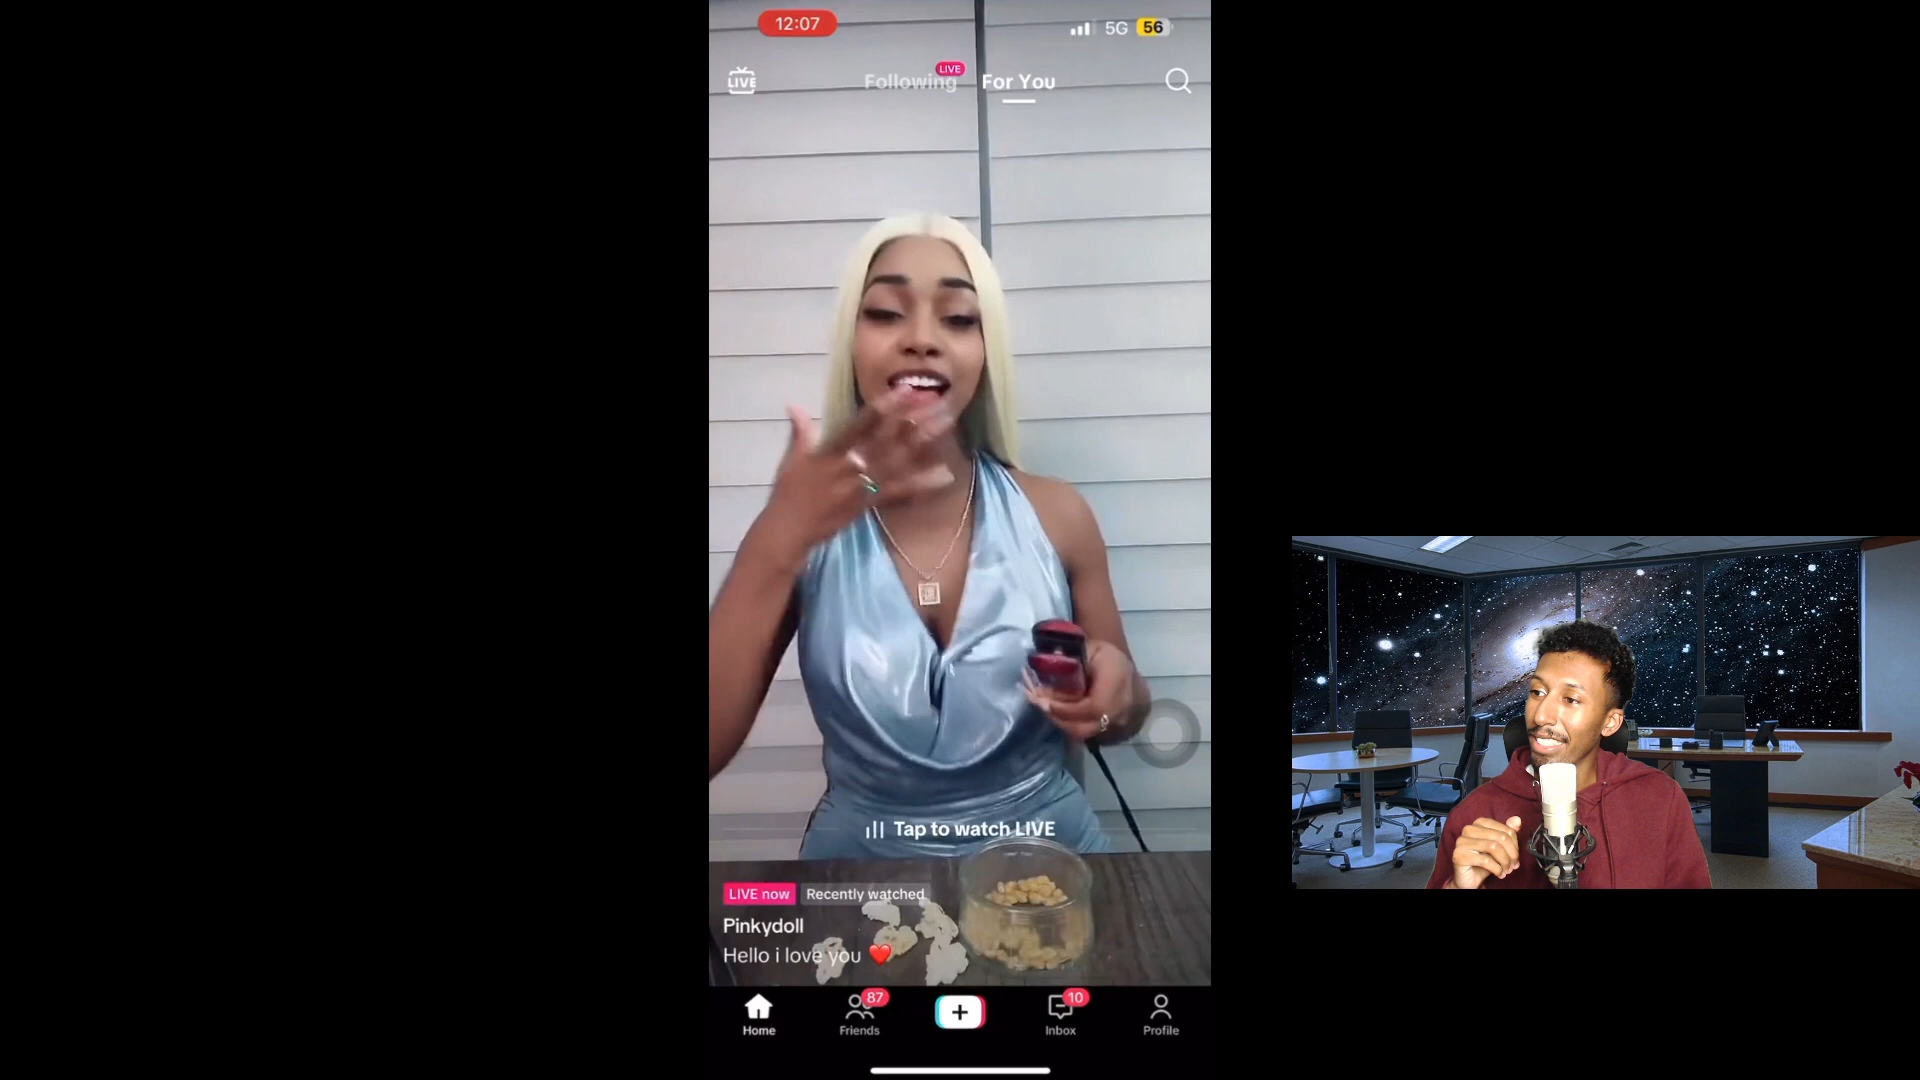 12:07
5G 56
LIVE
Following LIVE For You
Tap to watch LIVE
LIVE now Recently watched
Pinkydoll
Hello i love you ❤️
87
10
Home Friends Inbox Profile